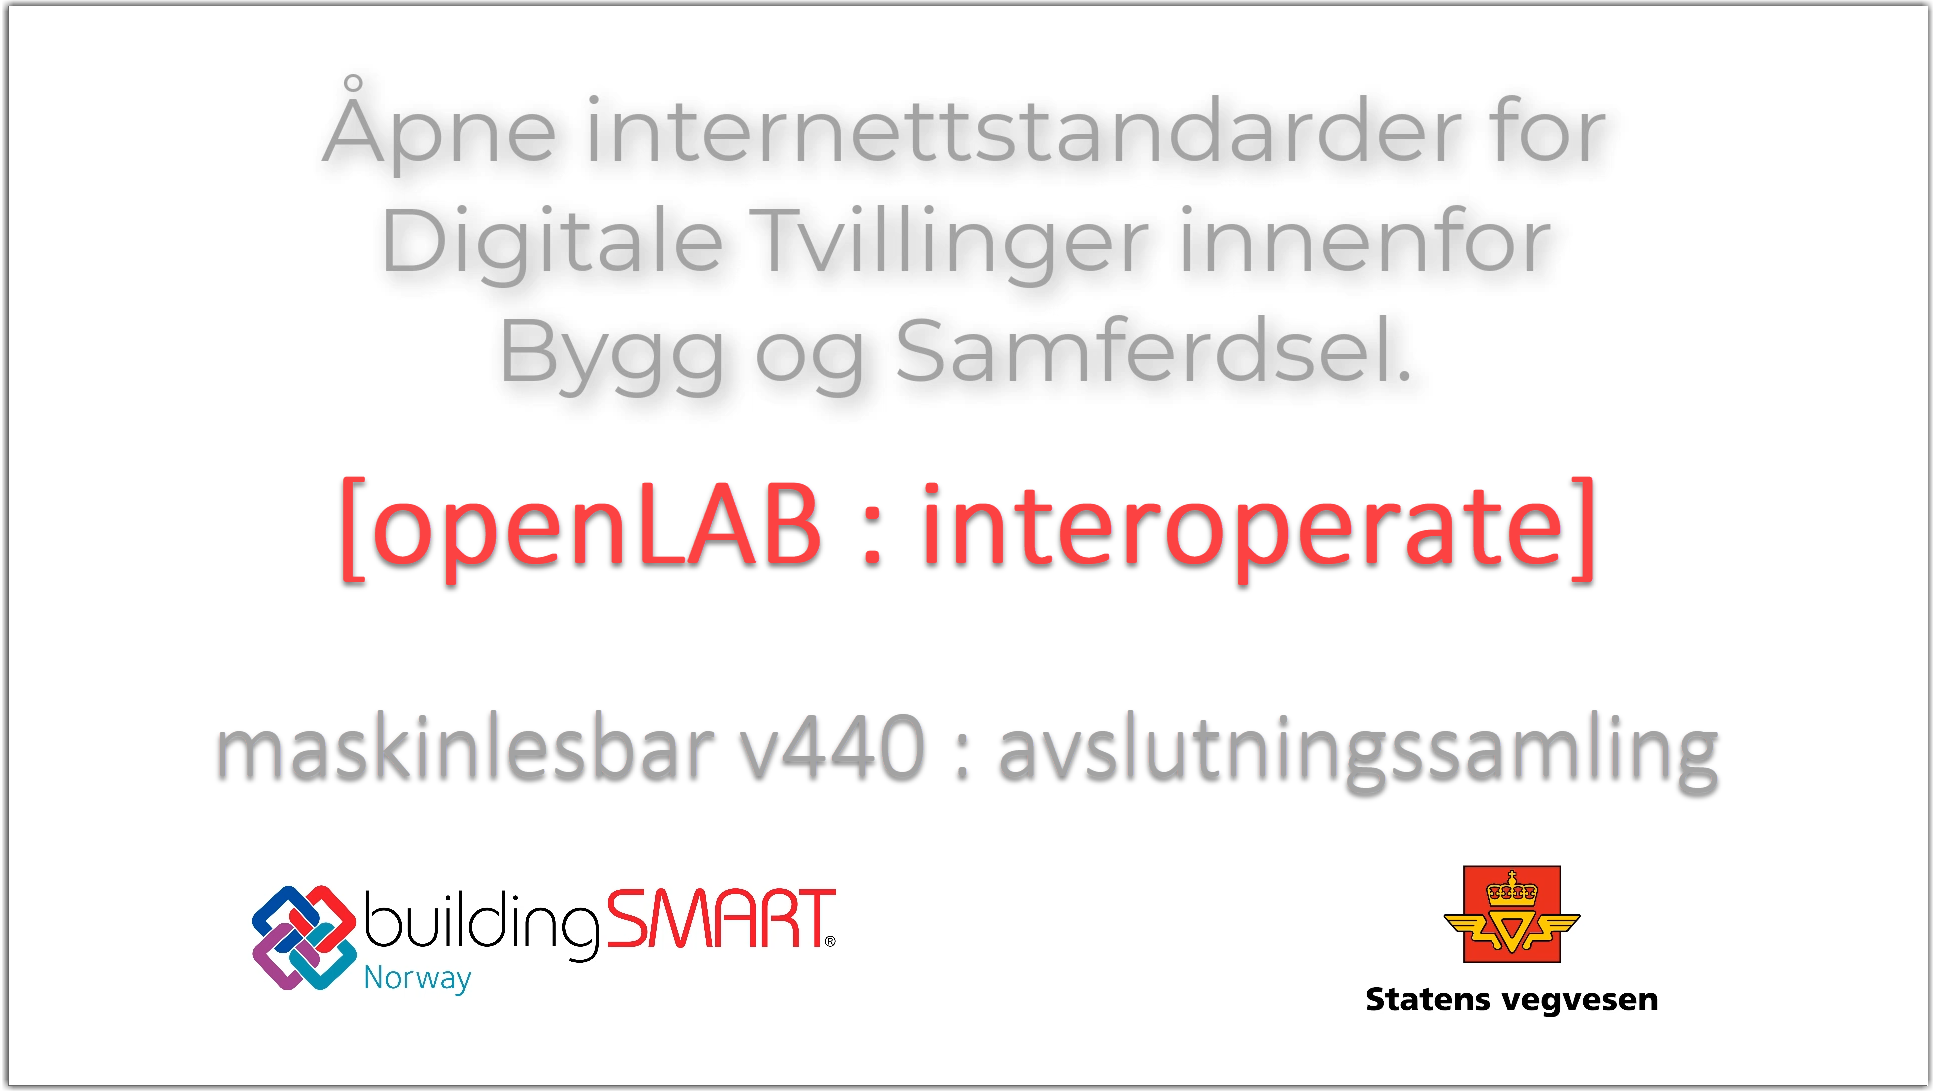 Åpne internettstandarder for
Digitale Tvillinger innenfor
Bygg og Samferdsel.
[openLAB : interoperate]
maskinlesbar v440 : avslutningssamling
buildingSMART®
Norway
Statens vegvesen